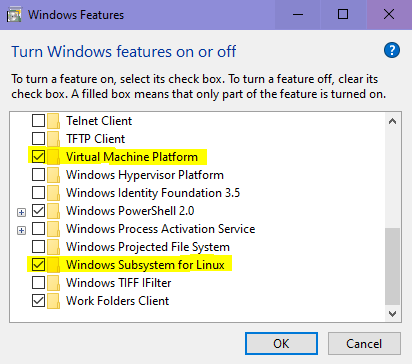 Windows Features
Turn Windows features on or off
To turn a feature on, select its check box. To turn a feature off, clear its
check box. A filled box means that only part of the feature is turned on.
Telnet Client
TFTP Client
Virtual Machine Platform
Windows Hypervisor Platform
Windows Identity Foundation 3.5
Windows PowerShell 2.0
Windows Process Activation Service
Windows Projected File System
Windows Subsystem for Linux
Windows TIFF IFilter
Work Folders Client
OK Cancel